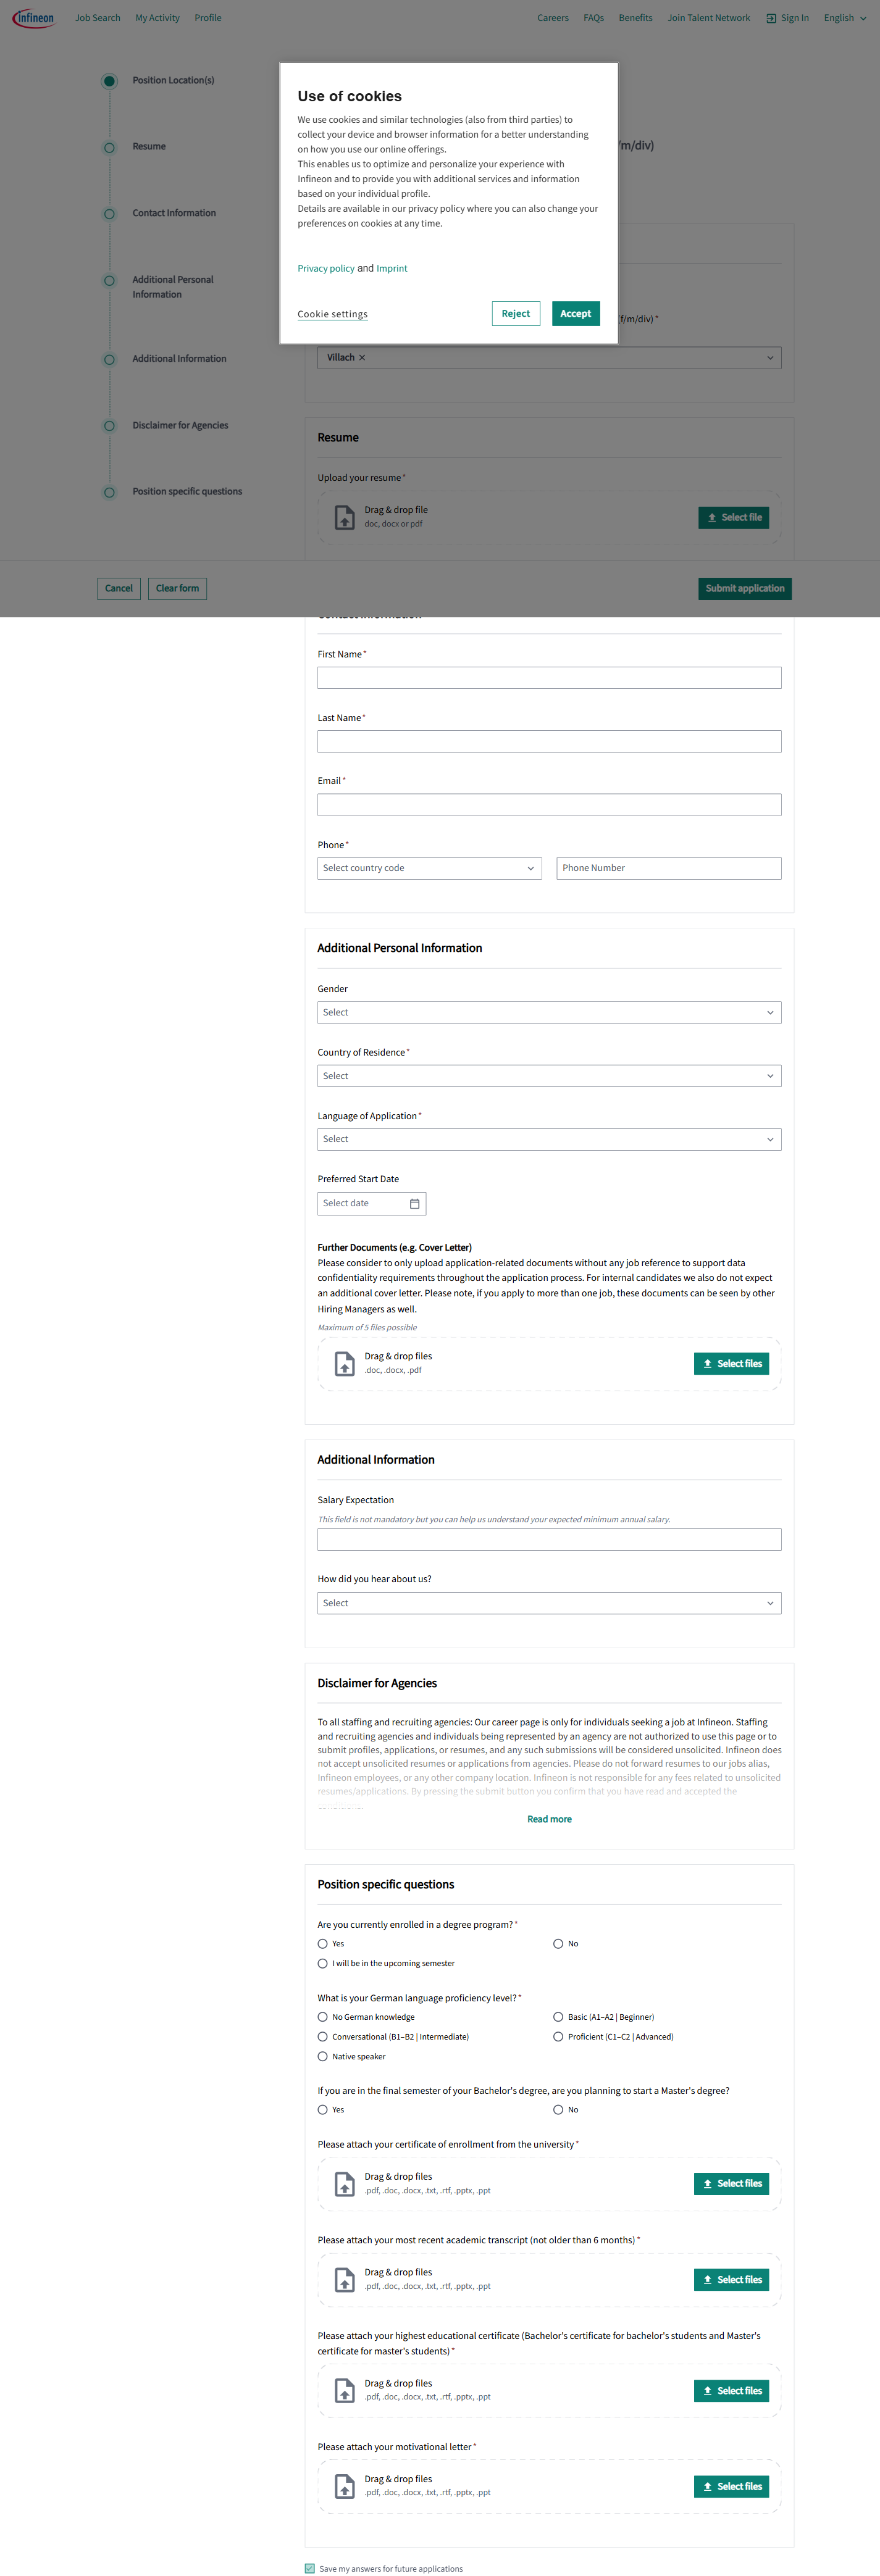 infineon
Job Search My Activity Profile
Careers FAQs Benefits Join Talent Network Sign In English
Position Location(s)
Resume
Contact Information
Additional Personal
Information
Additional Information
Disclaimer for Agencies
Position specific questions
Use of cookies
We use cookies and similar technologies (also from third parties) to
collect your device and browser information for a better understanding
on how you use our online offerings.
This enables us to optimize and personalize your experience with
Infineon and to provide you with additional services and information
based on your individual profile.
Details are available in our privacy policy where you can also change your
preferences on cookies at any time.
Privacy policy and Imprint
Cookie settings Reject Accept
/m/div)
(f/m/div) *
Villach
Resume
Upload your resume *
Drag & drop file
doc, docx or pdf
Select file
Cancel Clear form Submit application
Contact Information
First Name *
Last Name *
Email *
Phone *
Select country code Phone Number
Additional Personal Information
Gender
Select
Country of Residence *
Select
Language of Application *
Select
Preferred Start Date
Select date
Further Documents (e.g. Cover Letter)
Please consider to only upload application-related documents without any job reference to support data
confidentiality requirements throughout the application process. For internal candidates we also do not expect
an additional cover letter. Please note, if you apply to more than one job, these documents can be seen by other
Hiring Managers as well.
Maximum of 5 files possible
Drag & drop files
.doc, .docx, .pdf
Select files
Additional Information
Salary Expectation
This field is not mandatory but you can help us understand your expected minimum annual salary.
How did you hear about us?
Select
Disclaimer for Agencies
To all staffing and recruiting agencies: Our career page is only for individuals seeking a job at Infineon. Staffing
and recruiting agencies and individuals being represented by an agency are not authorized to use this page or to
submit profiles, applications, or resumes, and any such submissions will be considered unsolicited. Infineon does
not accept unsolicited resumes or applications from agencies. Please do not forward resumes to our jobs alias,
Infineon employees, or any other company location. Infineon is not responsible for any fees related to unsolicited
resumes/applications. By pressing the submit button you confirm that you have read and accepted the
Read more
Position specific questions
Are you currently enrolled in a degree program? *
Yes No
I will be in the upcoming semester
What is your German language proficiency level? *
No German knowledge Basic (A1–A2 | Beginner)
Conversational (B1–B2 | Intermediate) Proficient (C1–C2 | Advanced)
Native speaker
If you are in the final semester of your Bachelor's degree, are you planning to start a Master's degree?
Yes No
Please attach your certificate of enrollment from the university *
Drag & drop files
.pdf, .doc, .docx, .txt, .rtf, .pptx, .ppt
Select files
Please attach your most recent academic transcript (not older than 6 months) *
Drag & drop files
.pdf, .doc, .docx, .txt, .rtf, .pptx, .ppt
Select files
Please attach your highest educational certificate (Bachelor's certificate for bachelor's students and Master's
certificate for master's students) *
Drag & drop files
.pdf, .doc, .docx, .txt, .rtf, .pptx, .ppt
Select files
Please attach your motivational letter *
Drag & drop files
.pdf, .doc, .docx, .txt, .rtf, .pptx, .ppt
Select files
Save my answers for future applications